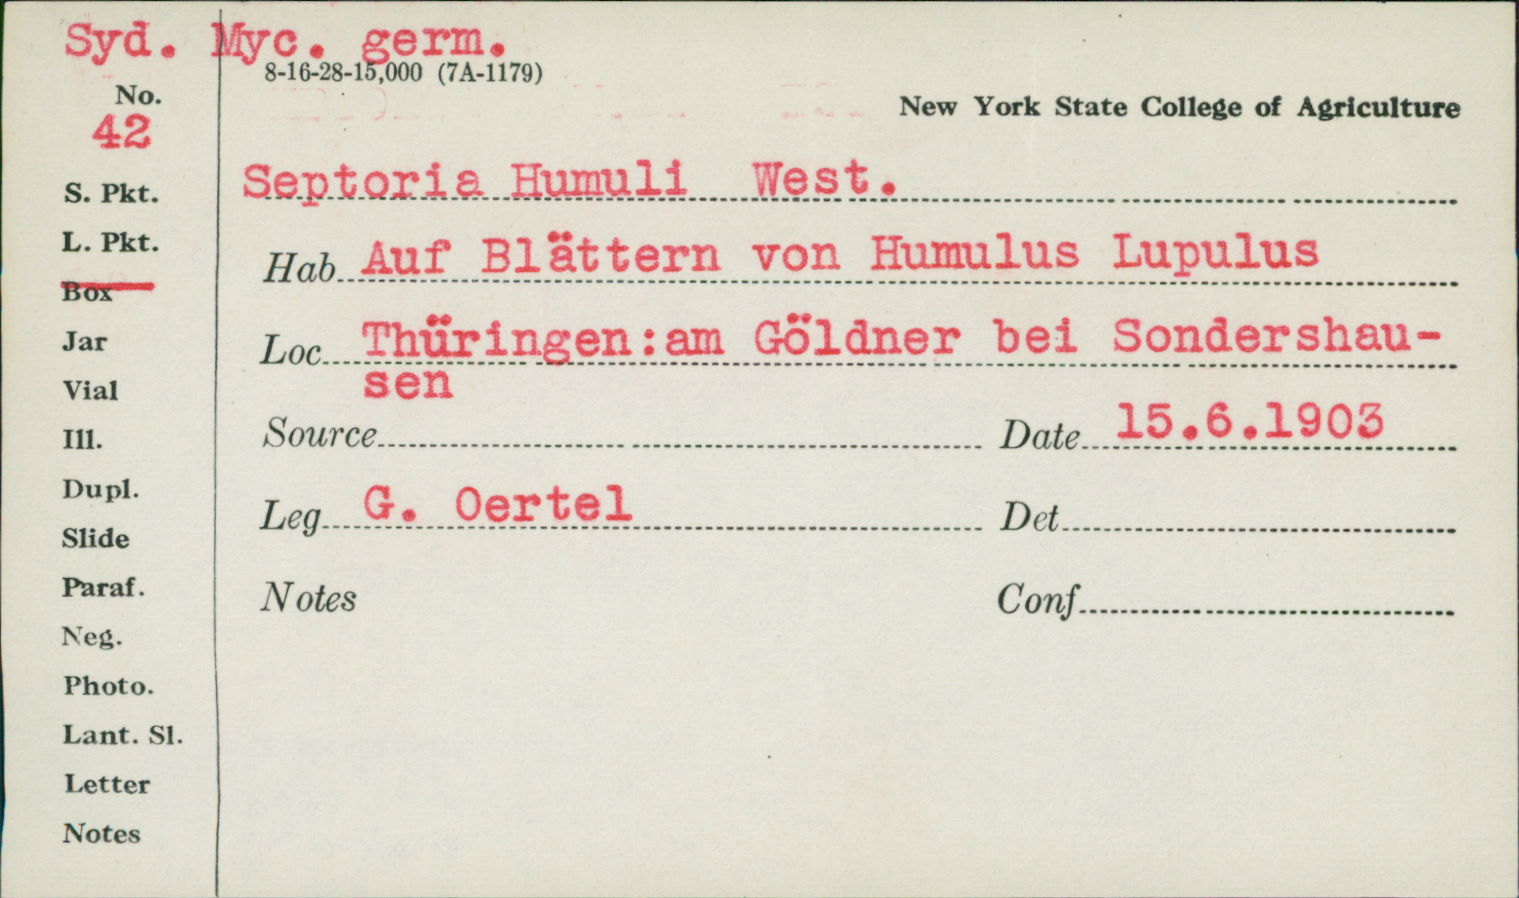 Syd. Myc. germ.
8-16-28-15,000 (7A-1179)
No.
42
New York State College of Agriculture
S. Pkt.
Septoria Humuli West.
L. Pkt.
Hab. Auf Blättern von Humulus Lupulus
Box
Jar
Loc. Thüringen:am Göldner bei Sondershau-
sen
Vial
Ill.
Source Date 15.6.1903
Dupl.
Leg. G. Oertel Det.
Slide
Paraf.
Notes Conf.
Neg.
Photo.
Lant. Sl.
Letter
Notes